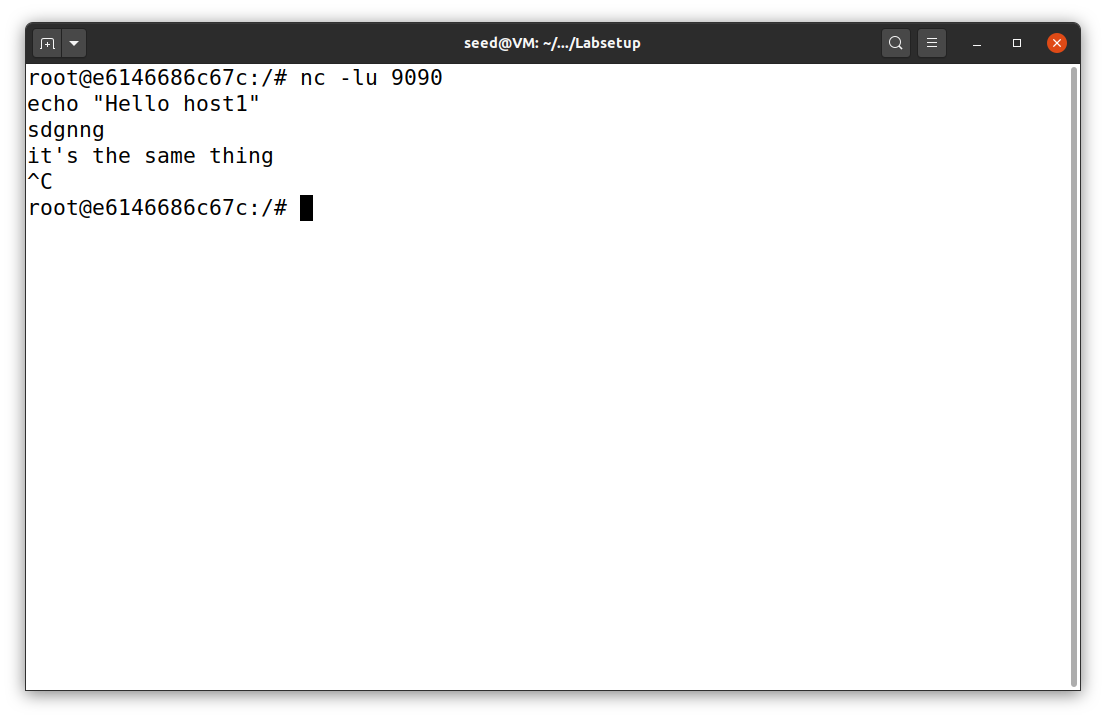 seed@VM: ~/.../Labsetup
root@e6146686c67c:/# nc -lu 9090
echo "Hello host1"
sdgnng
it's the same thing
^C
root@e6146686c67c:/#